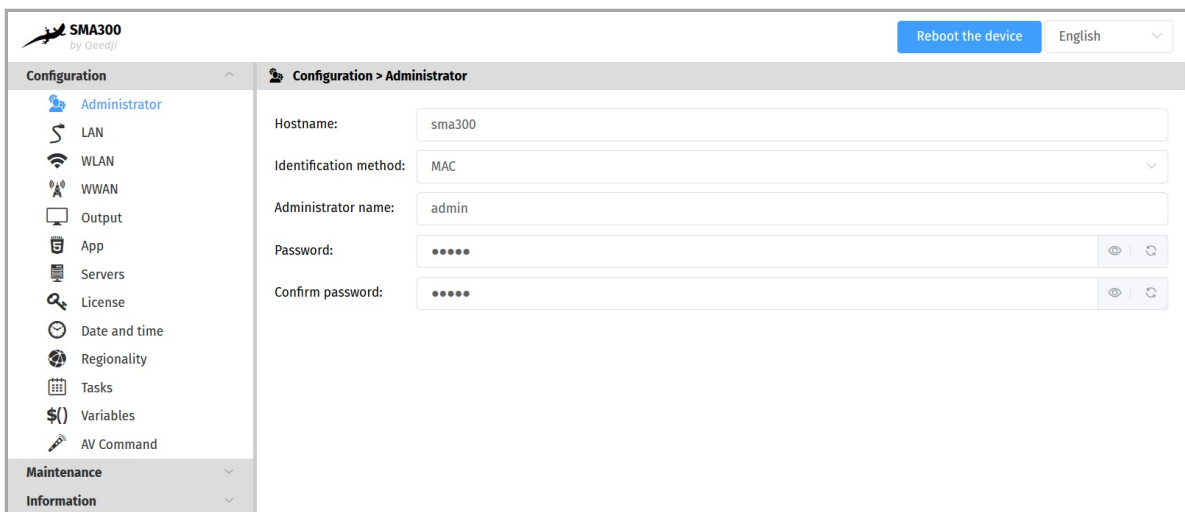 SMA300
by Qeedji
Reboot the device
English
Configuration
Administrator
LAN
WLAN
WWAN
Output
App
Servers
License
Date and time
Regionality
Tasks
$() Variables
AV Command
Maintenance
Information
Configuration > Administrator
Hostname: sma300
Identification method: MAC
Administrator name: admin
Password: •••••
Confirm password: •••••